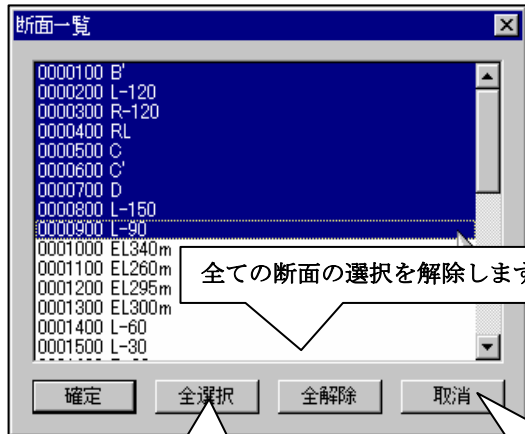 断面一覧
0000100 B'
0000200 L-120
0000300 R-120
0000400 RL
0000500 C
0000600 C'
0000700 D
0000800 L-150
0000900 L-90
0001000 EL340m
0001100 EL260m
0001200 EL295m
0001300 EL300m
0001400 L-60
0001500 L-30
全ての断面の選択を解除しま
確定 全選択 全解除 取消